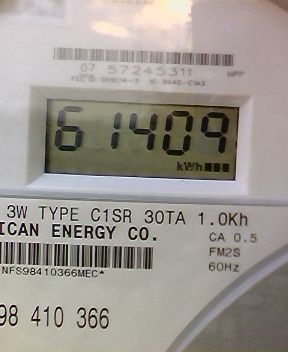 07 57245311 HPP
61409
kWh
3W TYPE C1SR 30TA 1.0Kh
ICAN ENERGY CO.
CA 0.5
FM2S
60Hz
NFS98410366MEC*
98 410 366